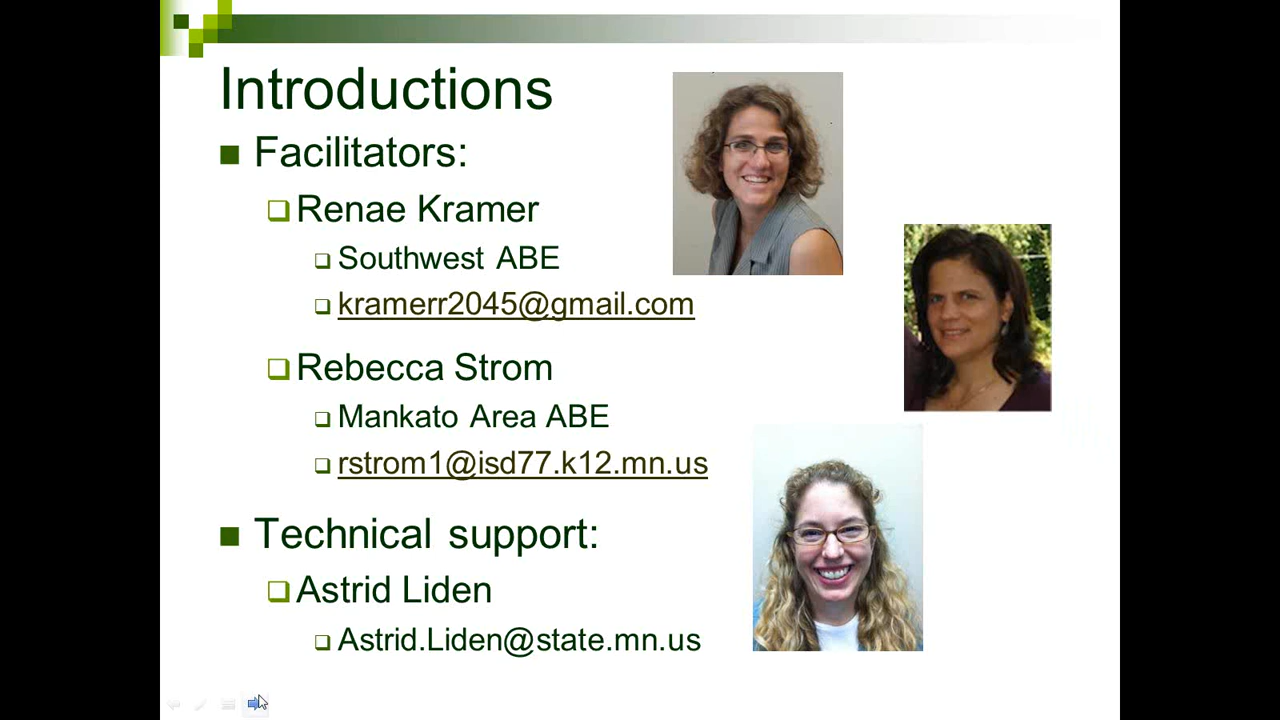 Introductions
Facilitators:
Renae Kramer
Southwest ABE
kramerr2045@gmail.com
Rebecca Strom
Mankato Area ABE
rstrom1@isd77.k12.mn.us
Technical support:
Astrid Liden
Astrid.Liden@state.mn.us